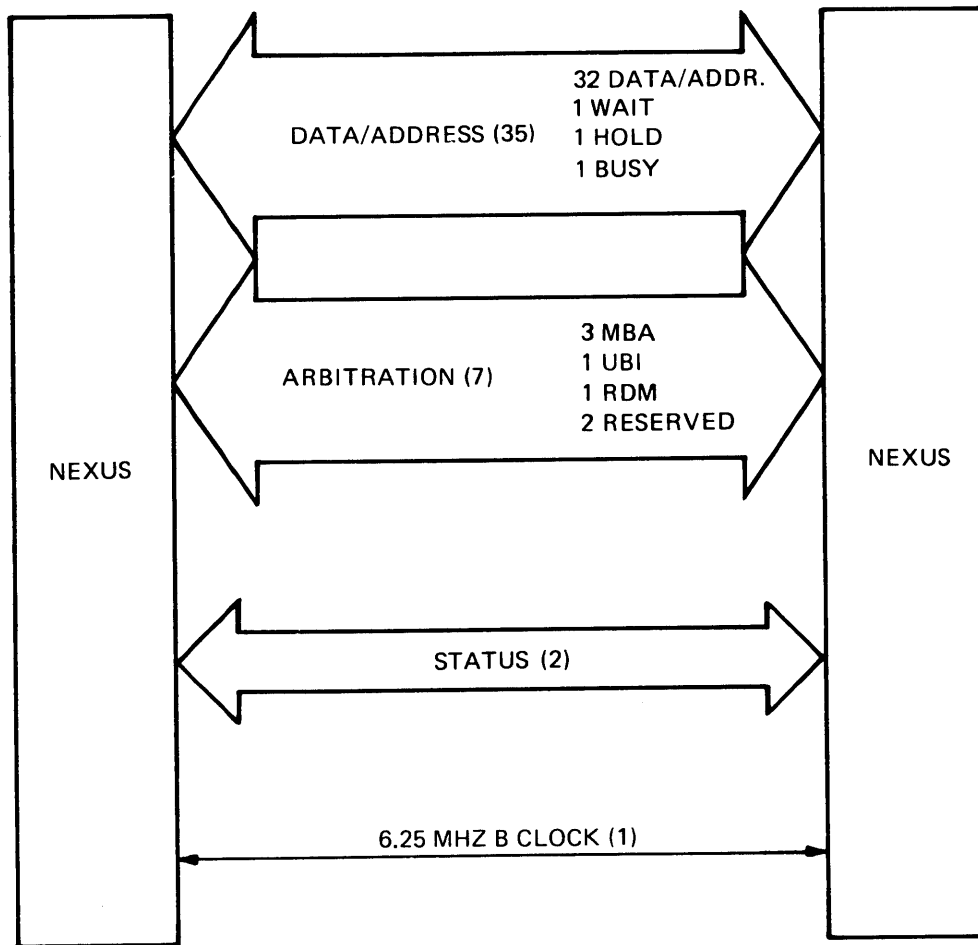 32 DATA/ADDR.
1 WAIT
DATA/ADDRESS (35)
1 HOLD
1 BUSY
3 MBA
1 UBI
ARBITRATION (7)
1 RDM
2 RESERVED
NEXUS
NEXUS
STATUS (2)
6.25 MHZ B CLOCK (1)